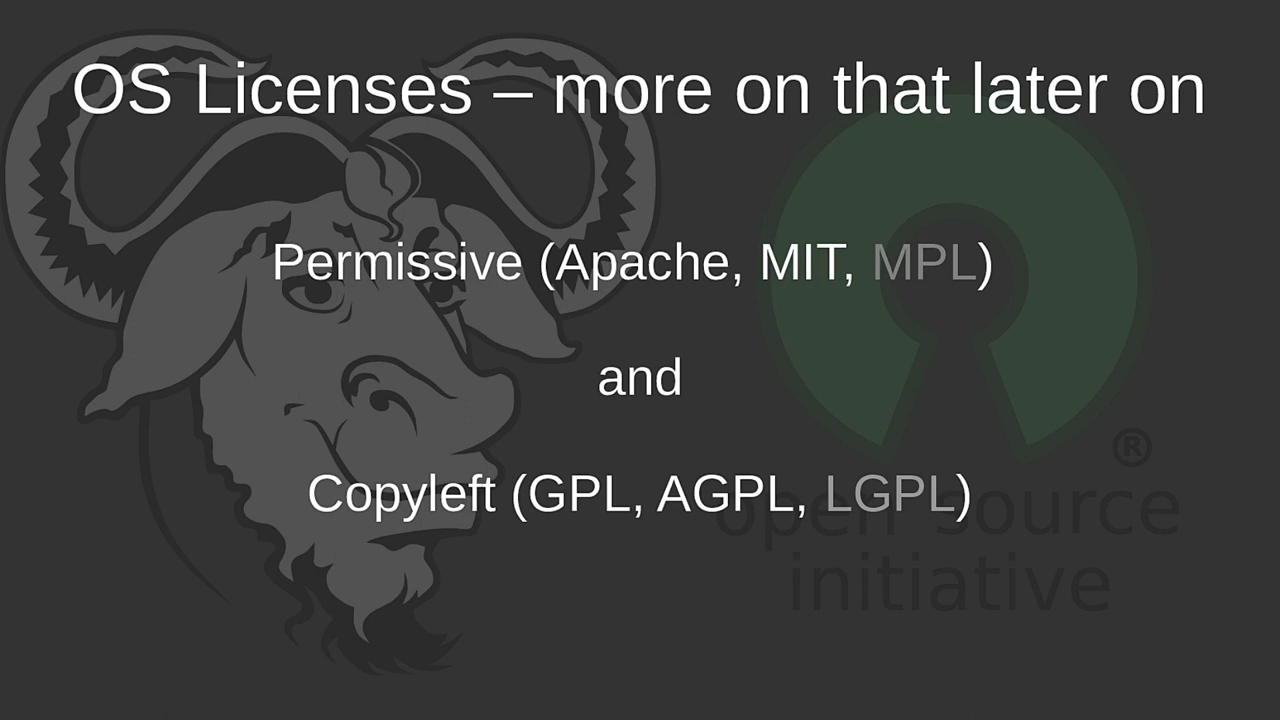 OS Licenses – more on that later on
Permissive (Apache, MIT, MPL)
and
Copyleft (GPL, AGPL, LGPL)
®
open source
initiative